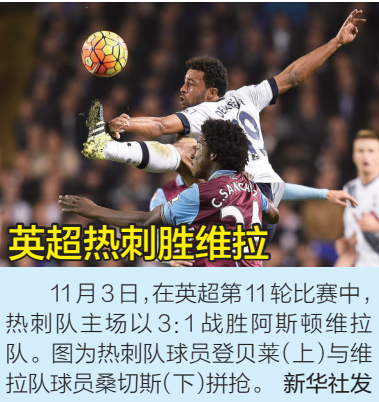 DEMBÉLÉ
19
C.SANCHEZ
24
英超热刺胜维拉
11月3日,在英超第11轮比赛中,
热刺队主场以3:1战胜阿斯顿维拉
队。图为热刺队球员登贝莱(上)与维
拉队球员桑切斯(下)拼抢。 新华社发